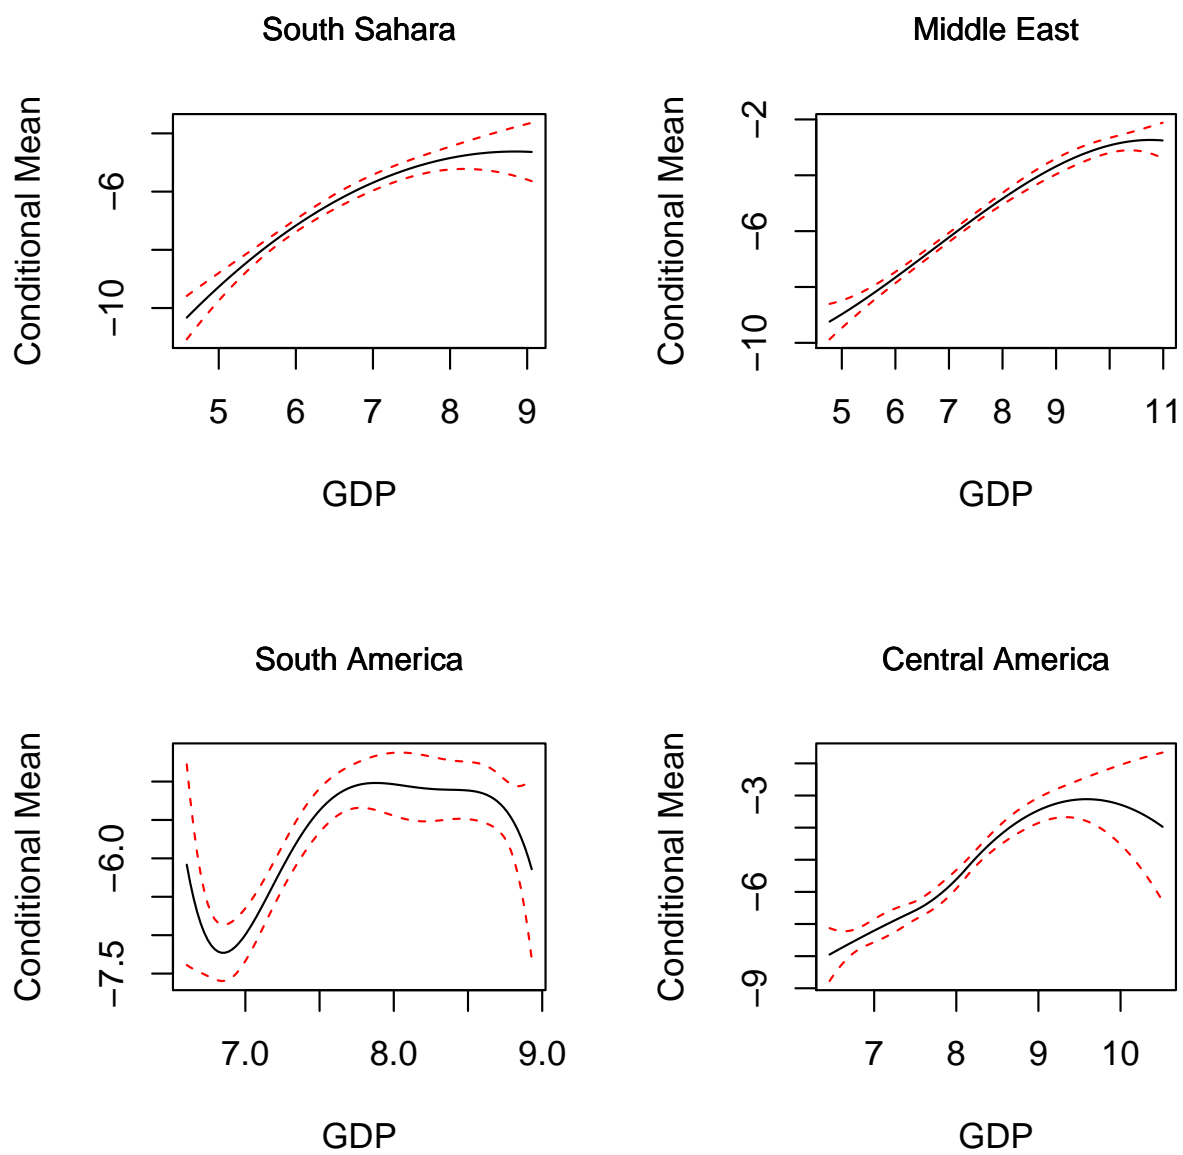 South Sahara
Conditional Mean
−6
−10
5 6 7 8 9
GDP
Middle East
Conditional Mean
−2
−6
−10
5 6 7 8 9 11
GDP
South America
Conditional Mean
−6.0
−7.5
7.0 8.0 9.0
GDP
Central America
Conditional Mean
−3
−6
−9
7 8 9 10
GDP